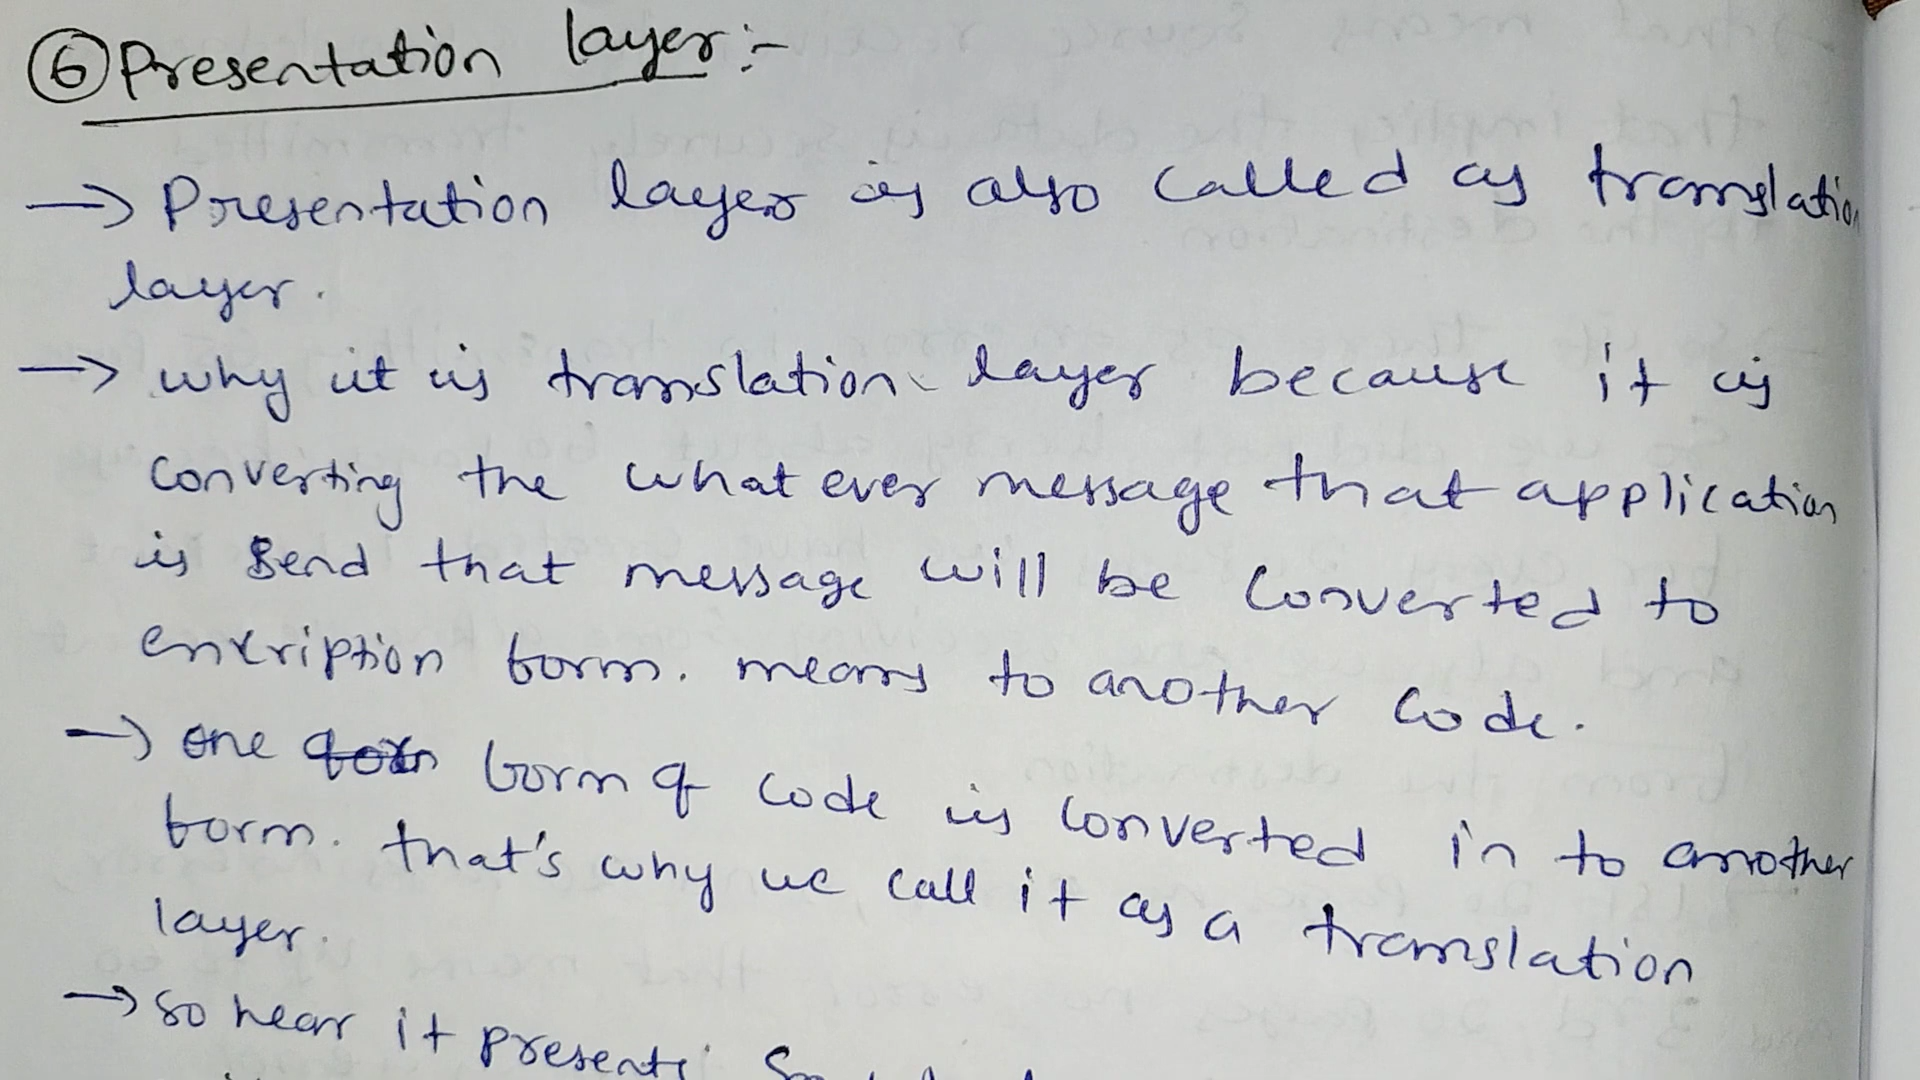 ⑥ Presentation layer:-
→ Presentation layer is also called as translation
layer.
→ why it is translation layer because it is
converting the what ever message that application
is send that message will be converted to
encription form. means to another code.
→ one form form of code is converted in to another
form. that's why we call it as a translation
layer.
→ so hear it presents